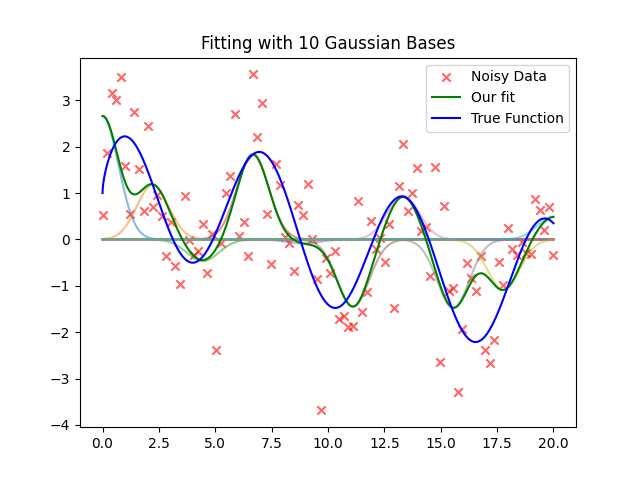 Fitting with 10 Gaussian Bases
Noisy Data
Our fit
True Function
3
2
1
0
−1
−2
−3
−4
0.0 2.5 5.0 7.5 10.0 12.5 15.0 17.5 20.0